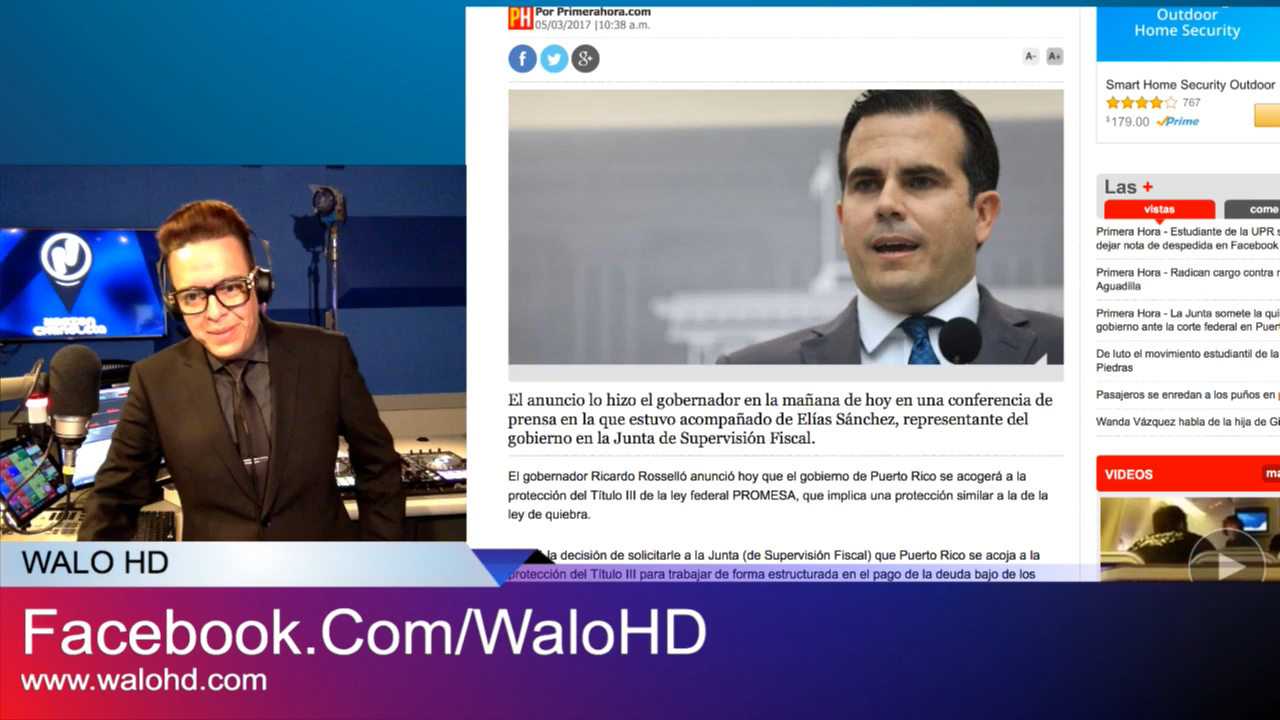 PH Por Primerahora.com
05/03/2017 |10:38 a.m.
f
g+
A-
A+
El anuncio lo hizo el gobernador en la mañana de hoy en una conferencia de
prensa en la que estuvo acompañado de Elías Sánchez, representante del
gobierno en la Junta de Supervisión Fiscal.
El gobernador Ricardo Rosselló anunció hoy que el gobierno de Puerto Rico se acogerá a la
protección del Título III de la ley federal PROMESA, que implica una protección similar a la de la
ley de quiebra.
la decisión de solicitarle a la Junta (de Supervisión Fiscal) que Puerto Rico se acoja a la
protección del Título III para trabajar de forma estructurada en el pago de la deuda bajo de los
Outdoor
Home Security
Smart Home Security Outdoor
767
$179.00 Prime
Las +
vistas
come
Primera Hora - Estudiante de la UPR s
dejar nota de despedida en Facebook
Primera Hora - Radican cargo contra
Aguadilla
Primera Hora - La Junta somete la qui
gobierno ante la corte federal en Puer
De luto el movimiento estudiantil de la
Piedras
Pasajeros se enredan a los puños en
Wanda Vázquez habla de la hija de
VIDEOS
WALO HD
Facebook.Com/WaloHD
www.walohd.com